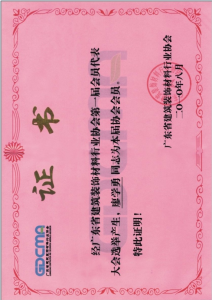 证书
GDCMA
经广东省建筑装饰材料行业协会第一届会员代表
大会选举产生，廖学勇同志为本届协会会员，
特此证明！
广东省建筑装饰材料行业协会
二〇一〇年八月